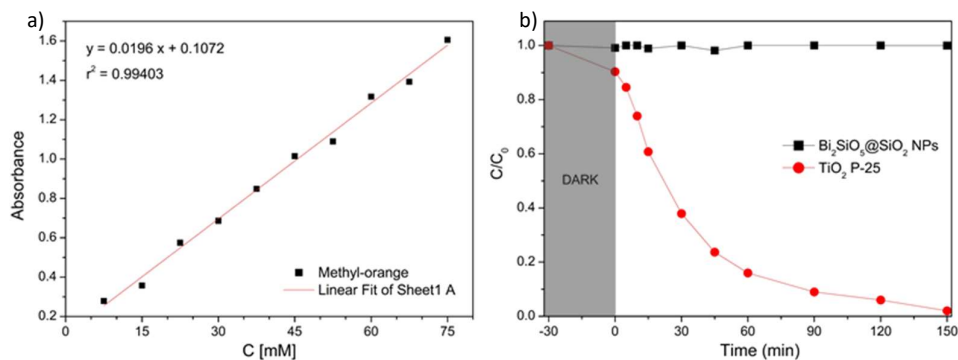 a)
y = 0.0196 x + 0.1072
r² = 0.99403
Absorbance
1.6
1.4
1.2
1.0
0.8
0.6
0.4
0.2
Methyl-orange
Linear Fit of Sheet1 A
0 15 30 45 60 75
C [mM]
b)
C/C₀
1.0
0.8
0.6
0.4
0.2
0.0
DARK
Bi₂SiO₅@SiO₂ NPs
TiO₂ P-25
-30 0 30 60 90 120 150
Time (min)